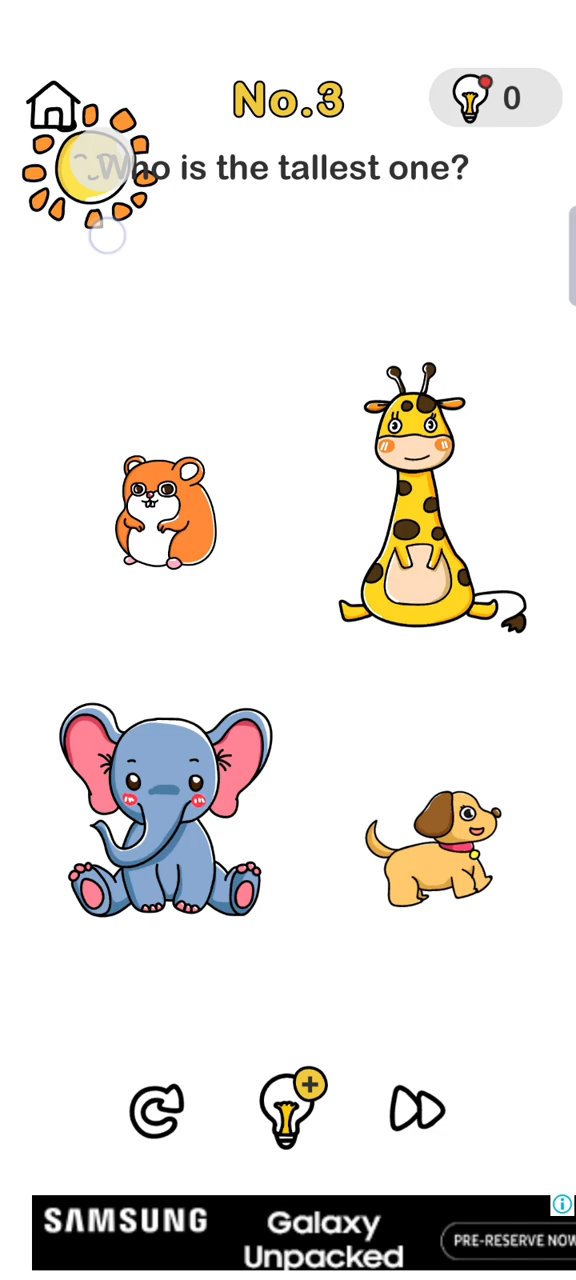 No.3
0
Who is the tallest one?
SAMSUNG
Galaxy
Unpacked
PRE-RESERVE NOW